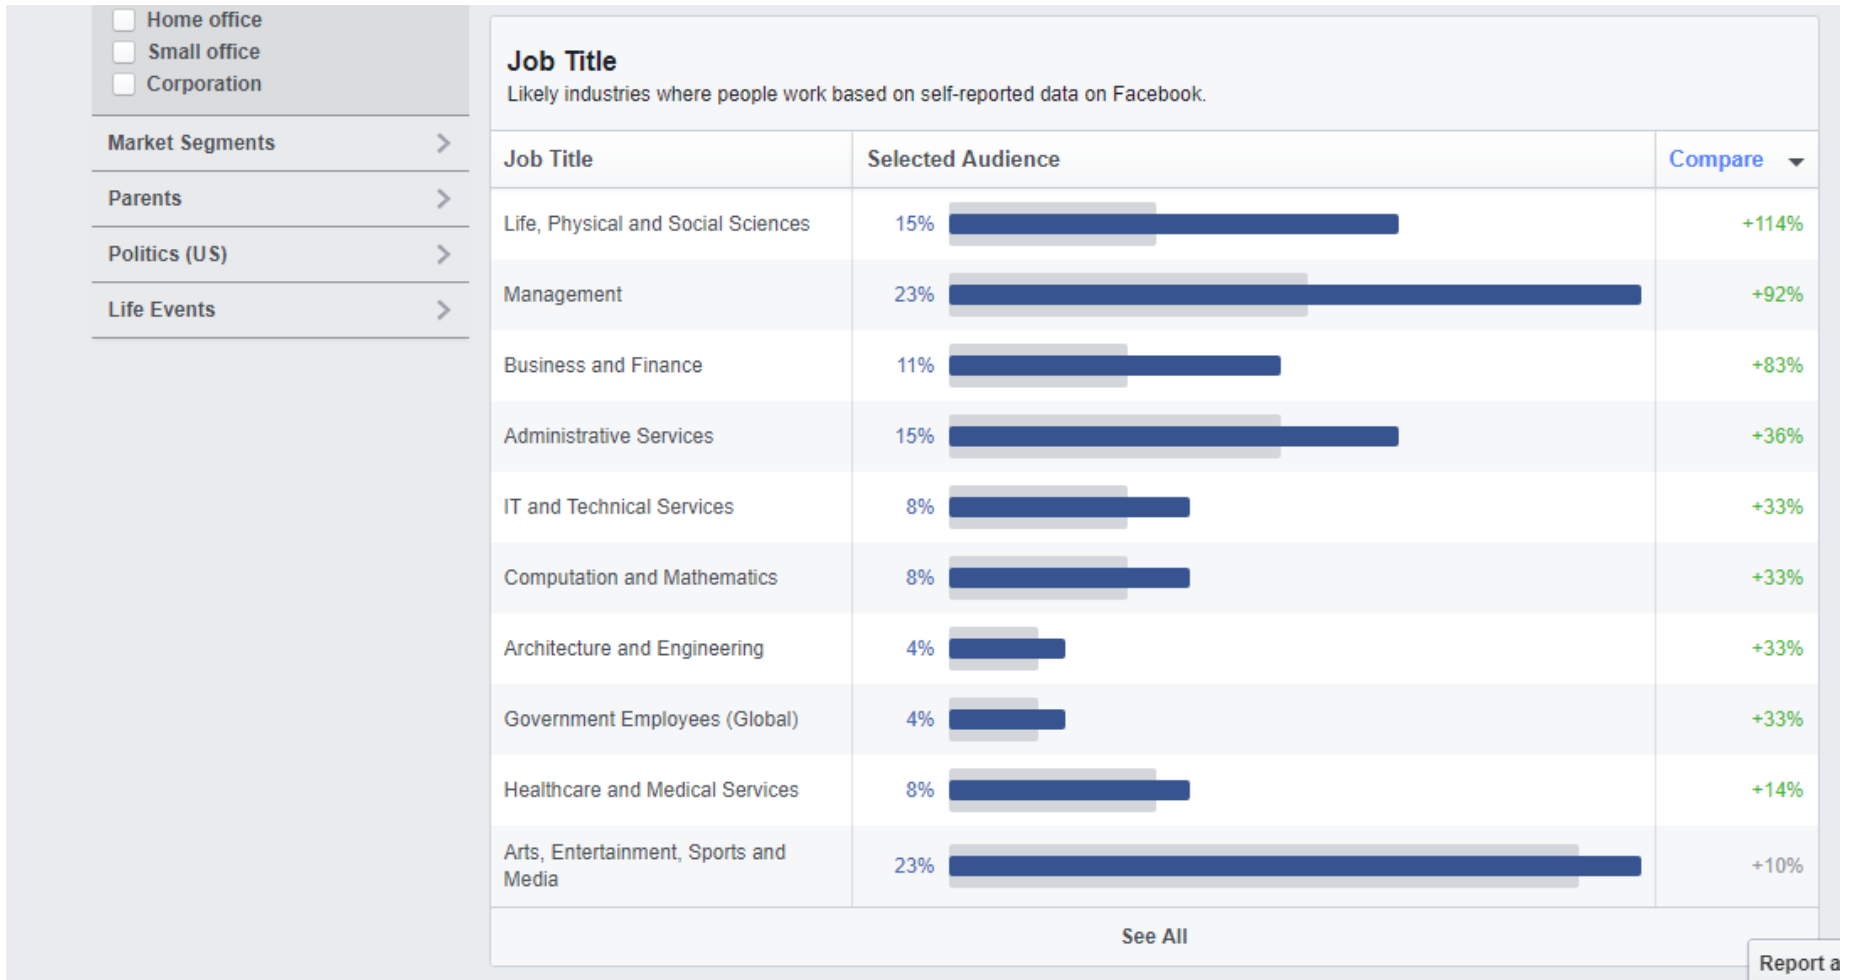 Home office
Small office
Corporation
Market Segments
Parents
Politics (US)
Life Events
Job Title
Likely industries where people work based on self-reported data on Facebook.
Job Title Selected Audience Compare
Life, Physical and Social Sciences 15% +114%
Management 23% +92%
Business and Finance 11% +83%
Administrative Services 15% +36%
IT and Technical Services 8% +33%
Computation and Mathematics 8% +33%
Architecture and Engineering 4% +33%
Government Employees (Global) 4% +33%
Healthcare and Medical Services 8% +14%
Arts, Entertainment, Sports and
Media 23% +10%
See All
Report a